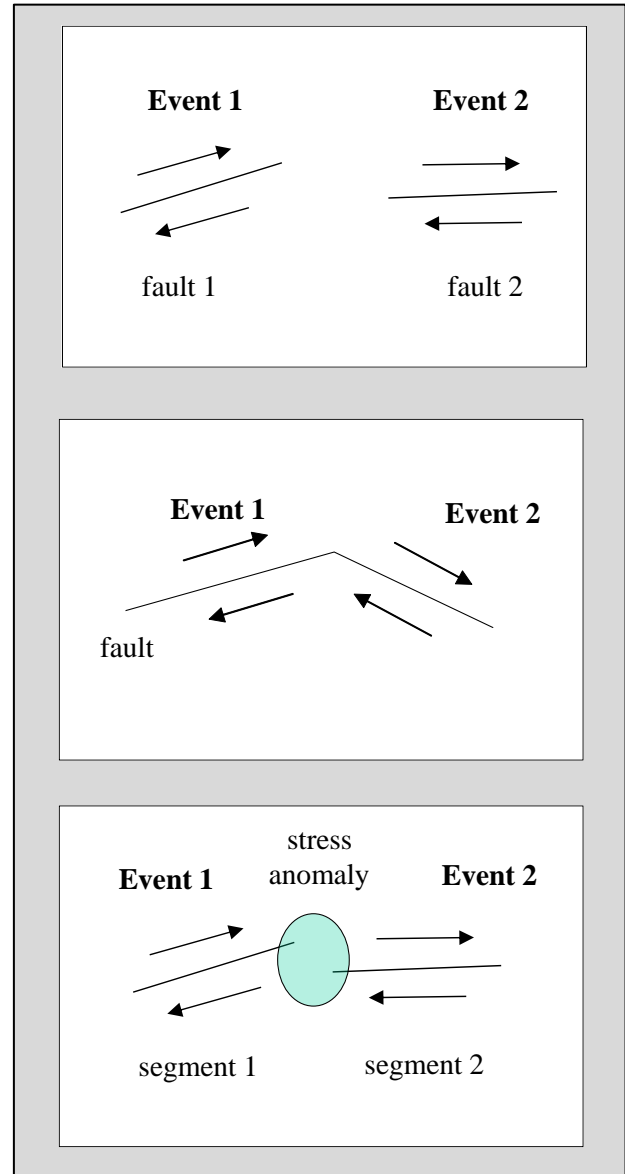 Event 1
Event 2
fault 1
fault 2
Event 1
Event 2
fault
stress
anomaly
Event 1
Event 2
segment 1
segment 2